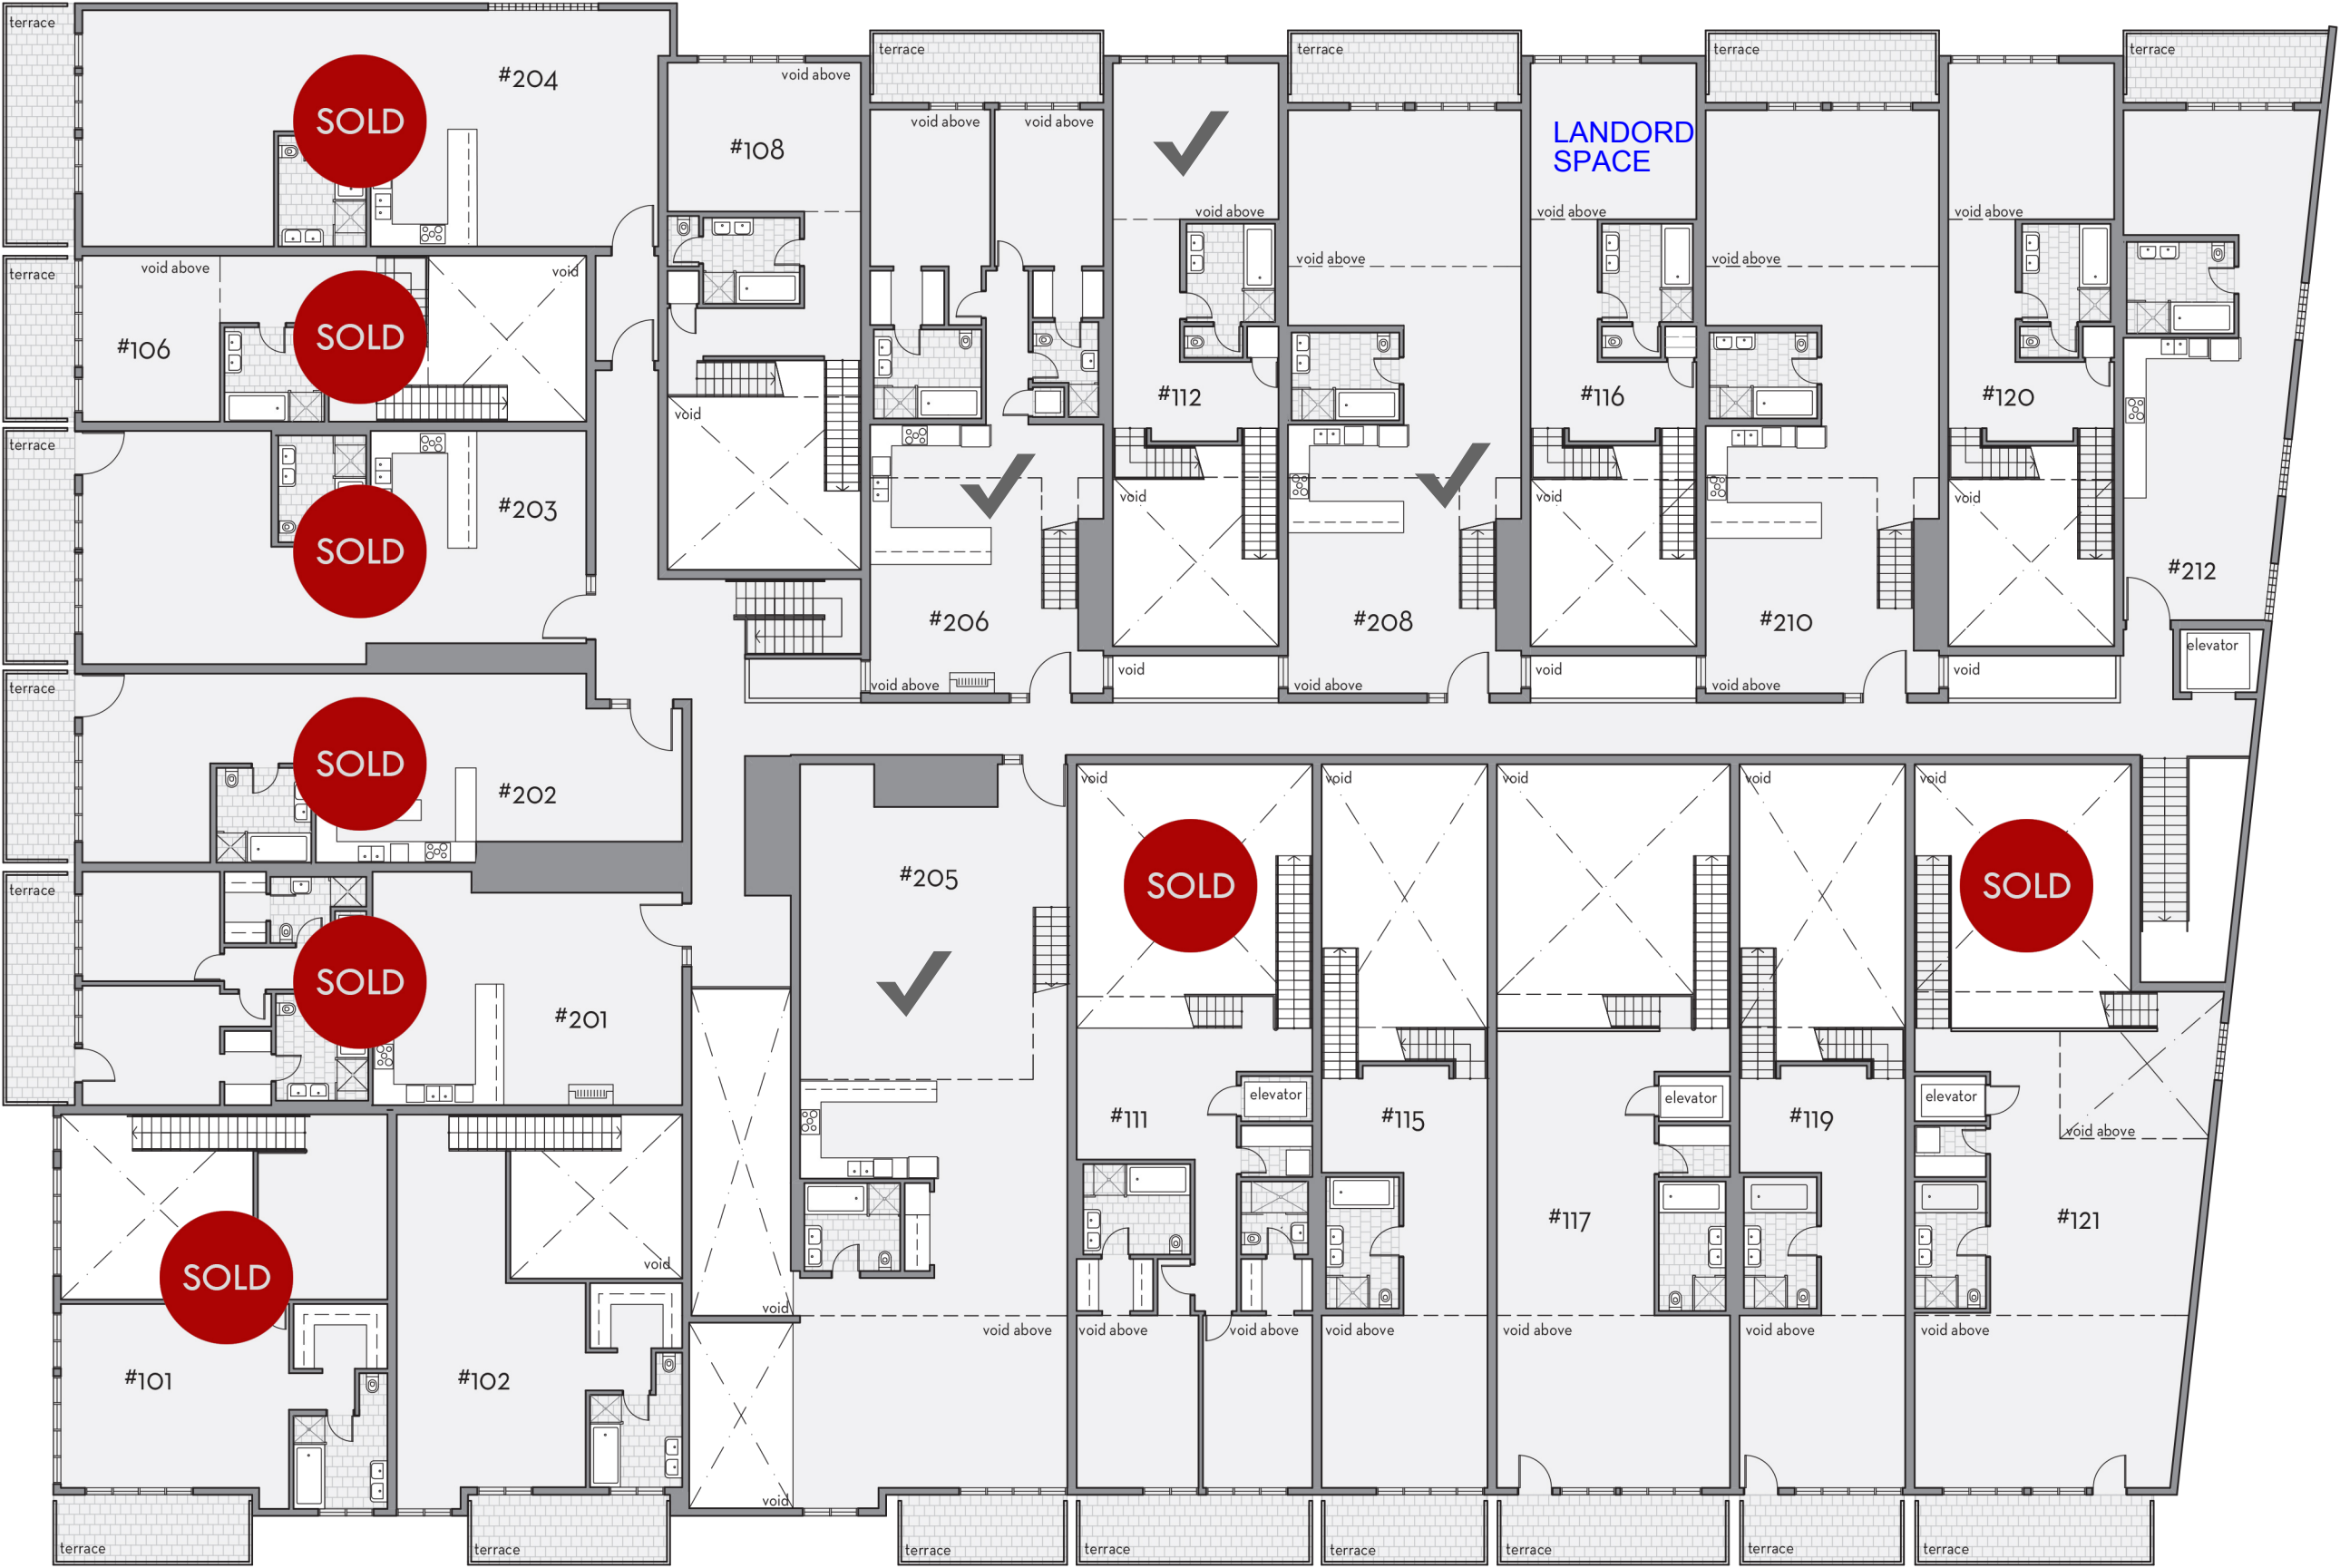 terrace
#204
SOLD
void above
#108
terrace
void above
void above
void above
#112
terrace
void above
LANDORD
SPACE
void above
#116
terrace
void above
void above
#120
terrace
#212
elevator
terrace
void above
void
#106
SOLD
terrace
#203
SOLD
void
void
void
void
#206
#208
#210
void above
void
void above
void
void above
void
terrace
#202
SOLD
#205
void
SOLD
void
void
void
void
SOLD
terrace
#201
SOLD
#111
elevator
#115
elevator
#119
elevator
void above
#117
#121
SOLD
#101
void
#102
void
void above
void above
void above
void above
void above
void above
void above
void
terrace
terrace
terrace
terrace
terrace
terrace
terrace
terrace